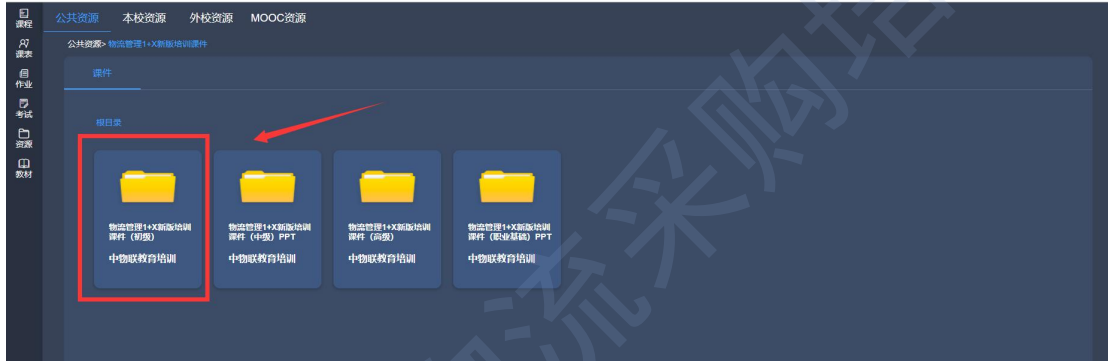 课程
课表
作业
考试
资源
教材
公共资源 本校资源 外校资源 MOOC资源
公共资源> 物流管理1+X新版培训课件
课件
根目录
物流管理1+X新版培训
课件（初级）
中物联教育培训
物流管理1+X新版培训
课件（中级）PPT
中物联教育培训
物流管理1+X新版培训
课件（高级）
中物联教育培训
物流管理1+X新版培训
课件（职业基础）PPT
中物联教育培训
流采购培